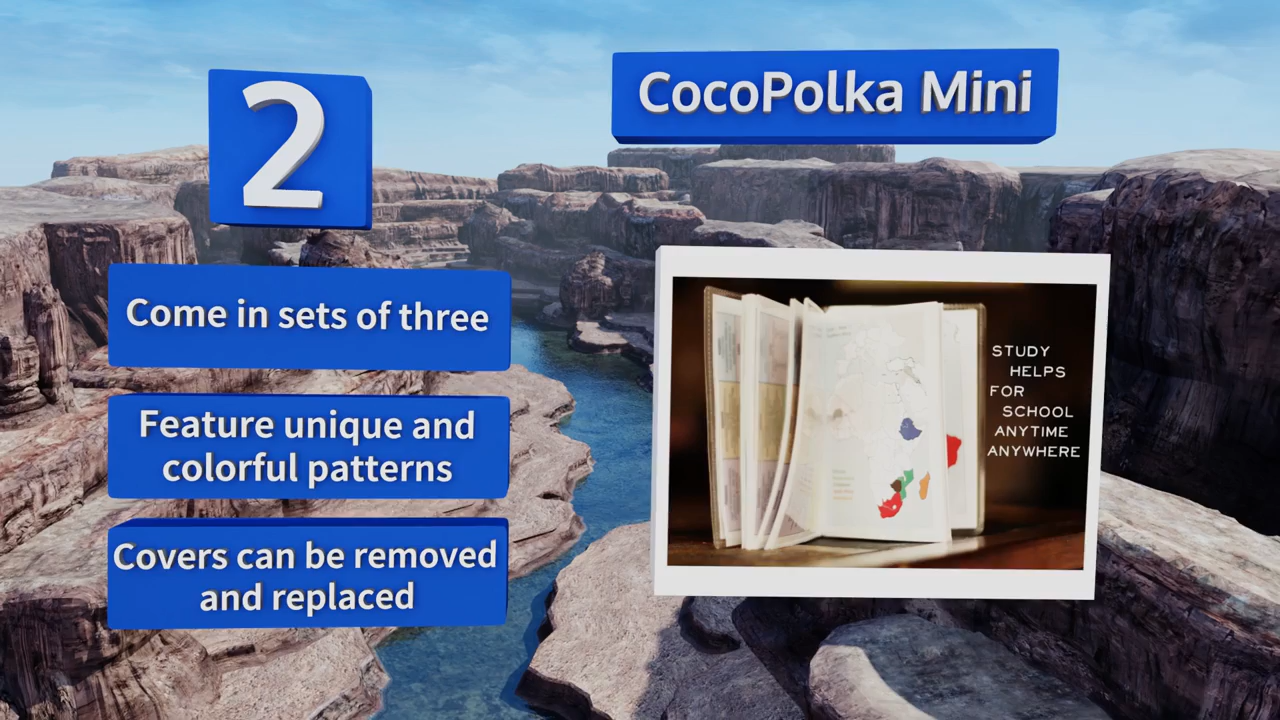 2
CocoPolka Mini
Come in sets of three
Feature unique and
colorful patterns
Covers can be removed
and replaced
STUDY
HELPS
FOR
SCHOOL
ANYTIME
ANYWHERE